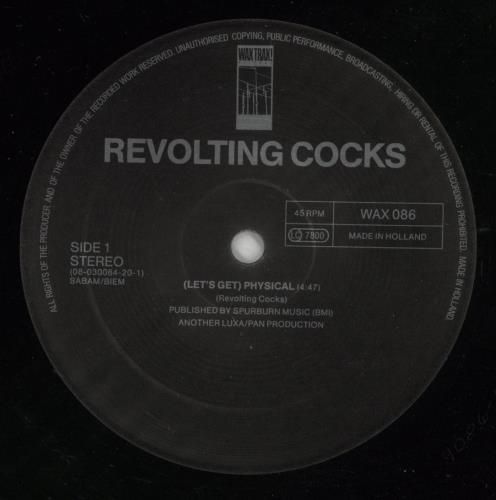 ALL RIGHTS OF THE PRODUCER AND OF THE OWNER OF THE RECORDED WORK RESERVED. UNAUTHORISED COPYING, PUBLIC PERFORMANCE, BROADCASTING, HIRING OR RENTAL OF THIS RECORDING PROHIBITED. MADE IN HOLLAND
WAX TRAX!
REVOLTING COCKS
45 RPM WAX 086
LC 7800 MADE IN HOLLAND
SIDE 1
STEREO
(08-030084-20-1)
SABAM/BIEM
(LET'S GET) PHYSICAL (4:47)
(Revolting Cocks)
PUBLISHED BY SPURBURN MUSIC (BMI)
ANOTHER LUXA/PAN PRODUCTION